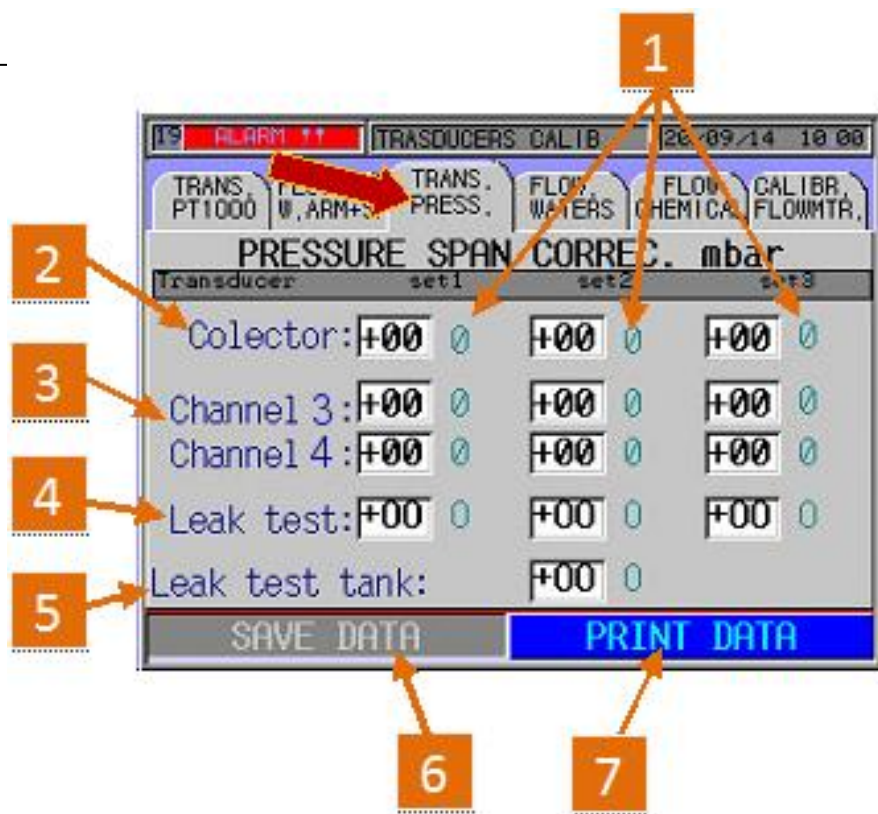 1
19 ALARM !! TRASDUCERS CALIB. 20/09/14 10 00
TRANS. TRANS. FLOW. FLOW. CALIBR.
PT1000 W.ARM+S. PRESS. WATERS CHEMICAL FLOWMTR.
PRESSURE SPAN CORREC. mbar
Transducer set1 set2 set3
2
Colector: +00 0 +00 0 +00 0
3
Channel 3: +00 0 +00 0 +00 0
Channel 4: +00 0 +00 0 +00 0
4
Leak test: +00 0 +00 0 +00 0
5
Leak test tank: +00 0
SAVE DATA PRINT DATA
6 7